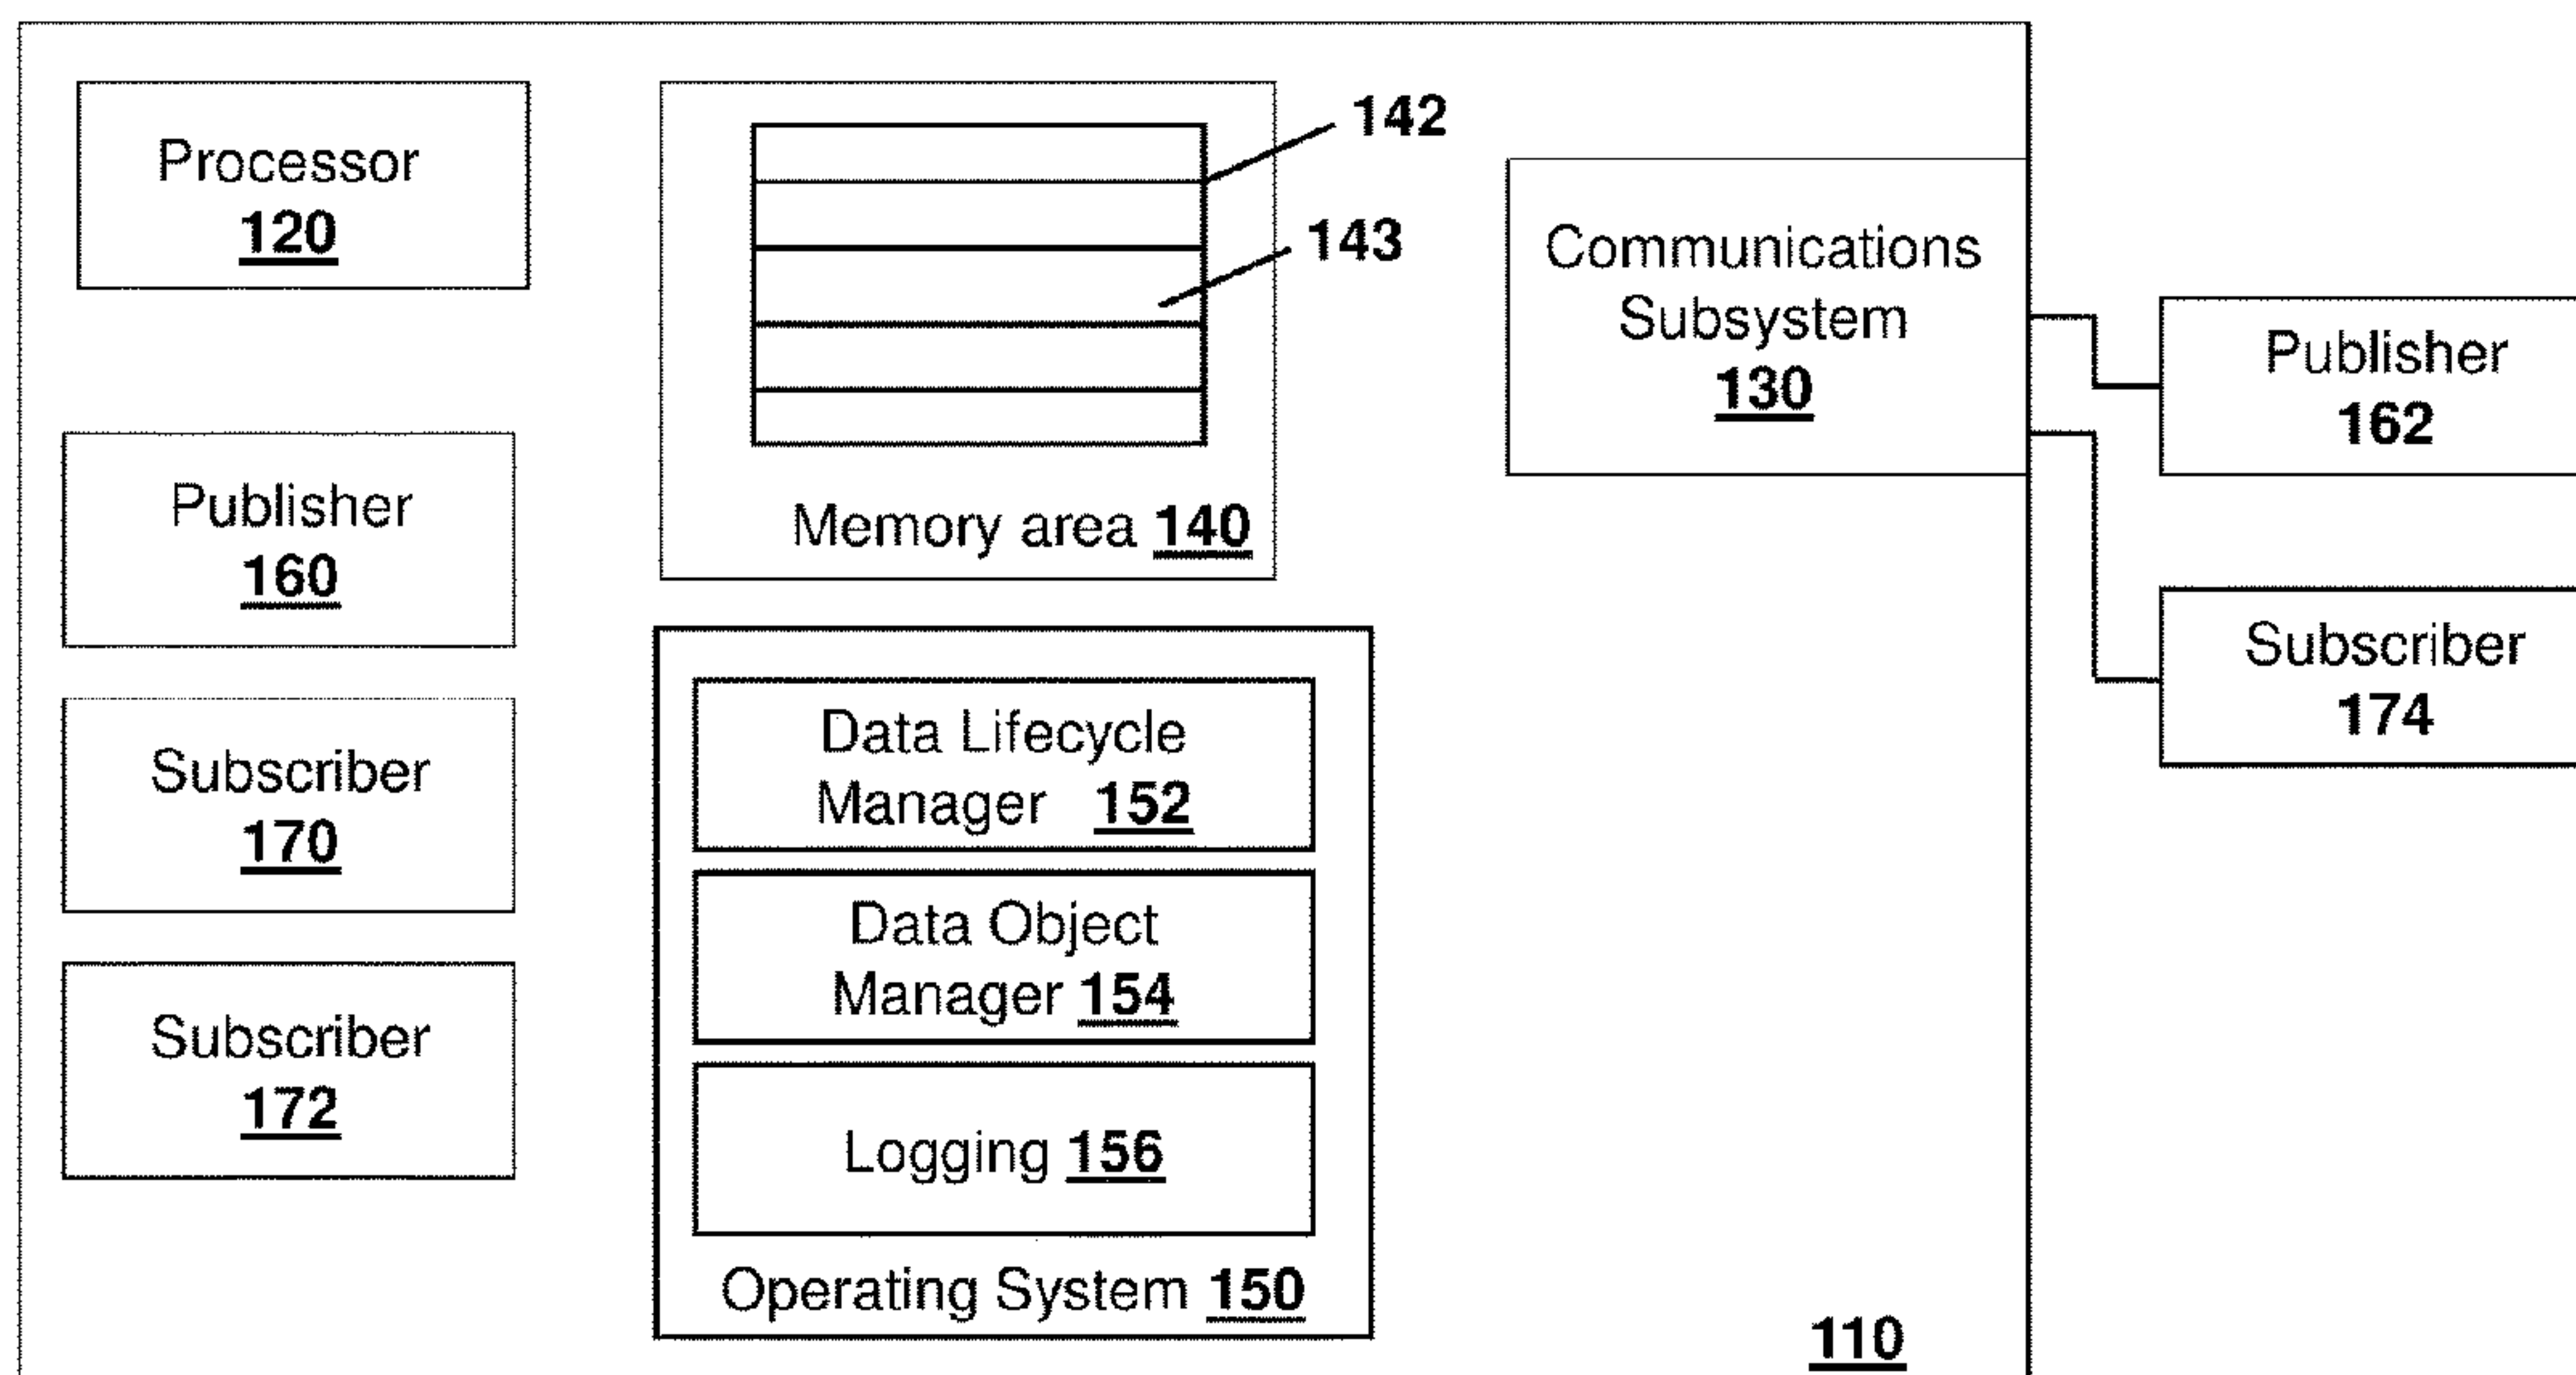 Processor
120
142
143
Memory area 140
Communications
Subsystem
130
Publisher
162
Subscriber
174
Publisher
160
Subscriber
170
Subscriber
172
Data Lifecycle
Manager 152
Data Object
Manager 154
Logging 156
Operating System 150
110